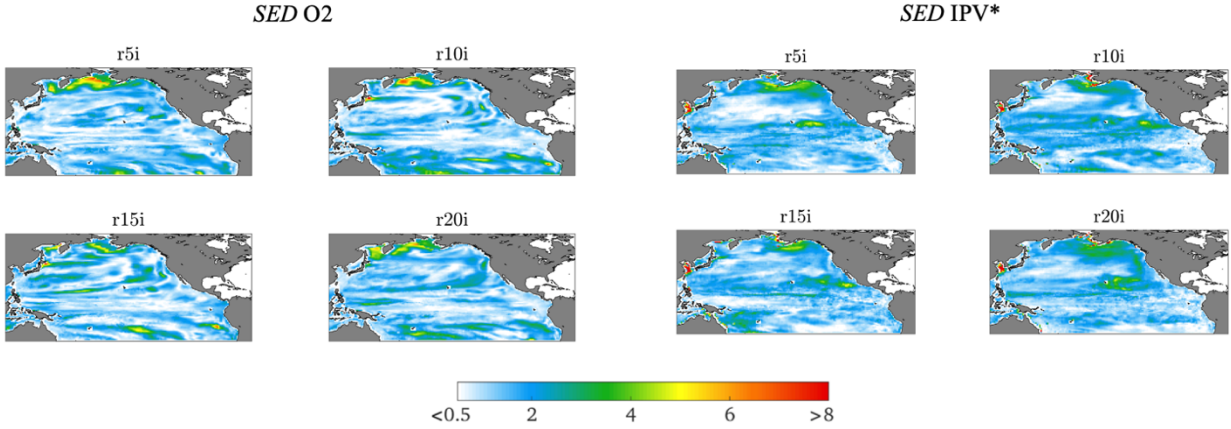 SED O2
SED IPV*
r5i
r10i
r5i
r10i
r15i
r20i
r15i
r20i
<0.5 2 4 6 >8